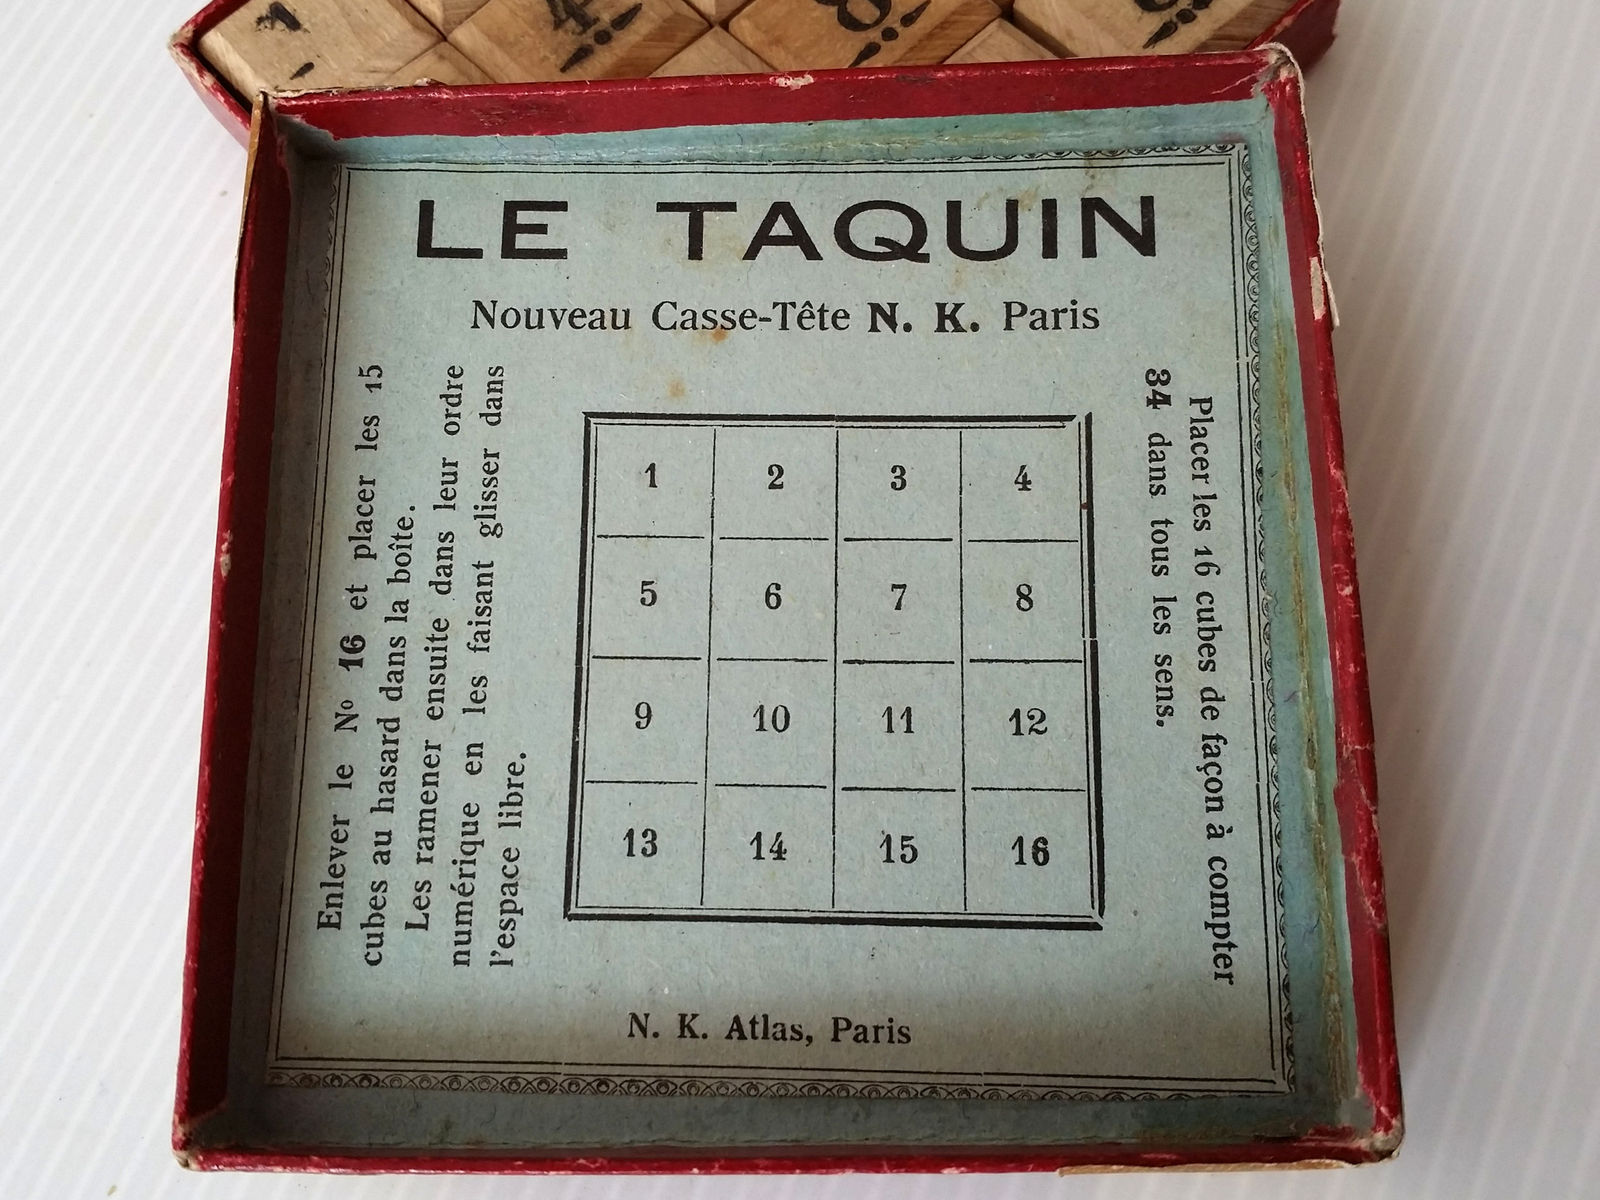 LE TAQUIN
Nouveau Casse-Tête N. K. Paris
Enlever le No 16 et placer les 15
cubes au hasard dans la boîte.
Les ramener ensuite dans leur ordre
numérique en les faisant glisser dans
l'espace libre.
1 2 3 4
5 6 7 8
9 10 11 12
13 14 15 16
Placer les 16 cubes de façon à compter
34 dans tous les sens.
N. K. Atlas, Paris